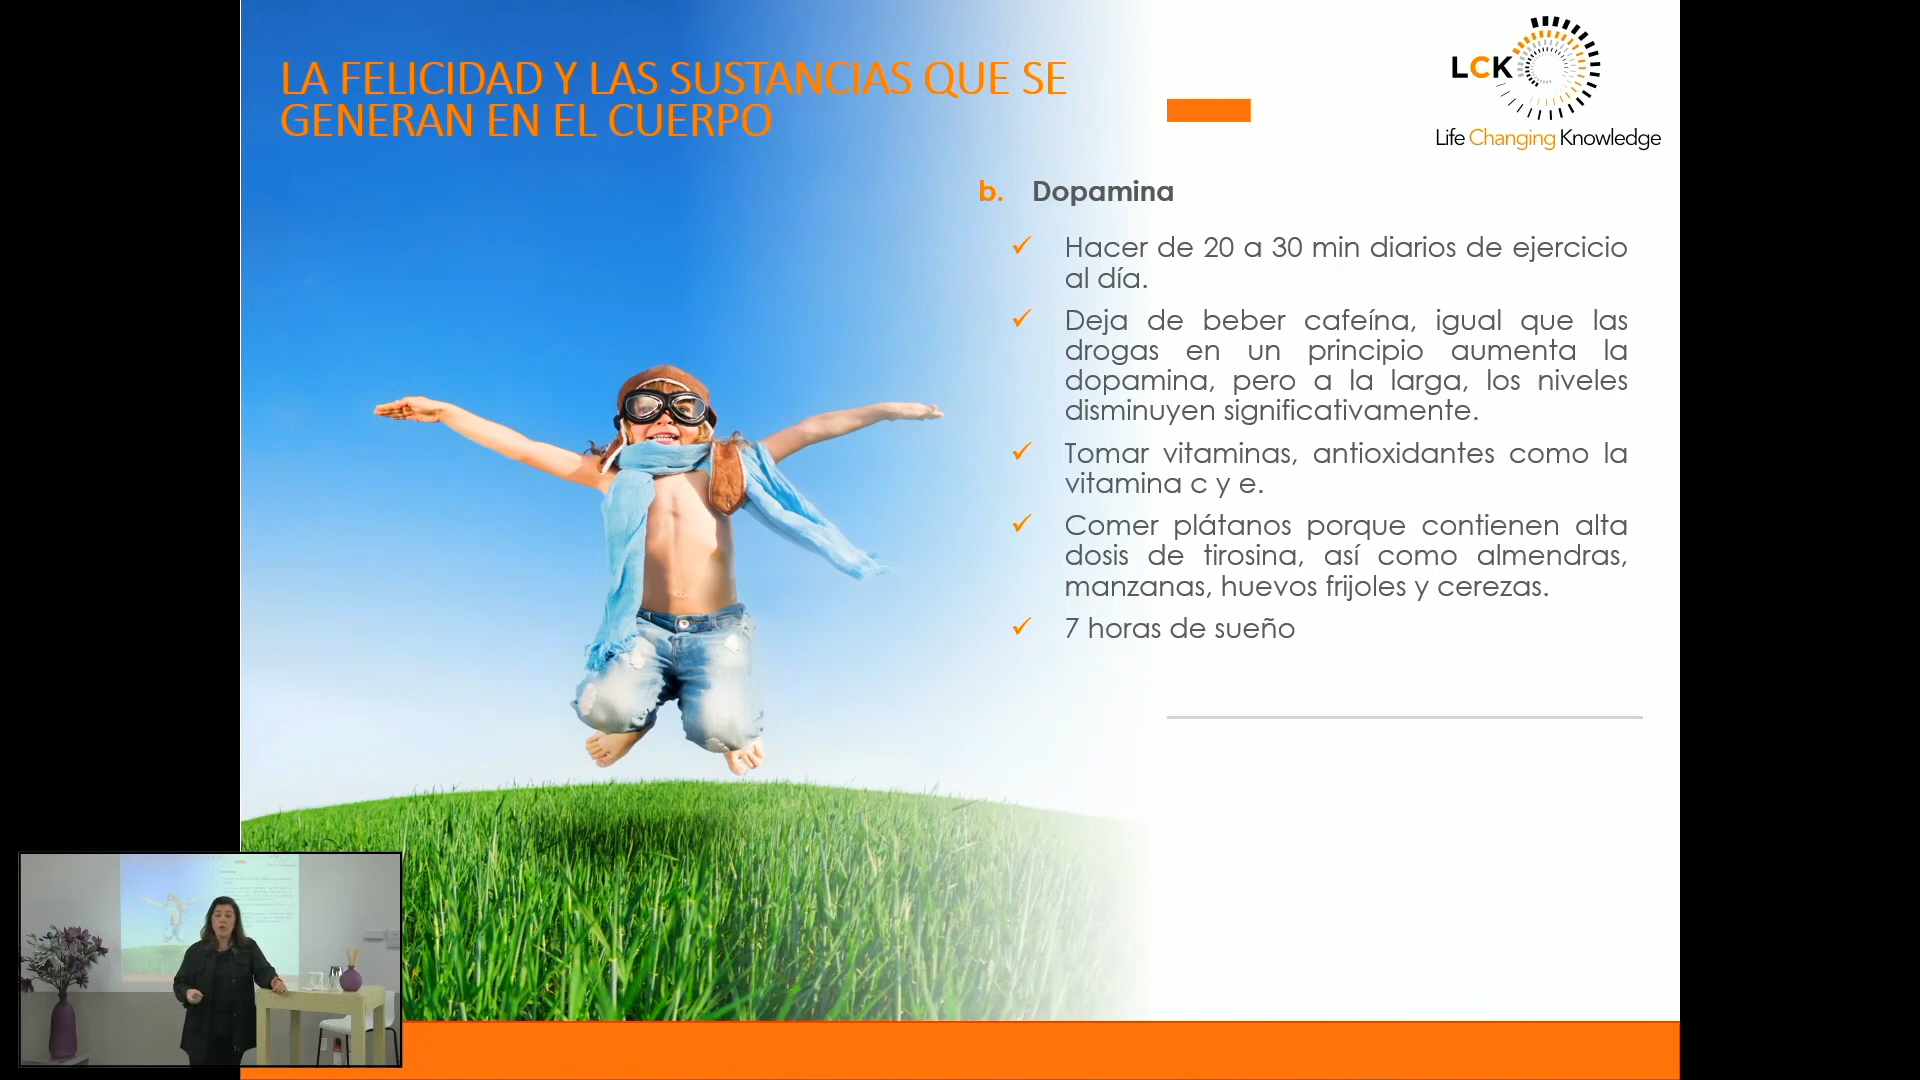 LA FELICIDAD Y LAS SUSTANCIAS QUE SE
GENERAN EN EL CUERPO
LCK
Life Changing Knowledge
b. Dopamina
✓ Hacer de 20 a 30 min diarios de ejercicio
al día.
✓ Deja de beber cafeína, igual que las
drogas en un principio aumenta la
dopamina, pero a la larga, los niveles
disminuyen significativamente.
✓ Tomar vitaminas, antioxidantes como la
vitamina c y e.
✓ Comer plátanos porque contienen alta
dosis de tirosina, así como almendras,
manzanas, huevos frijoles y cerezas.
✓ 7 horas de sueño